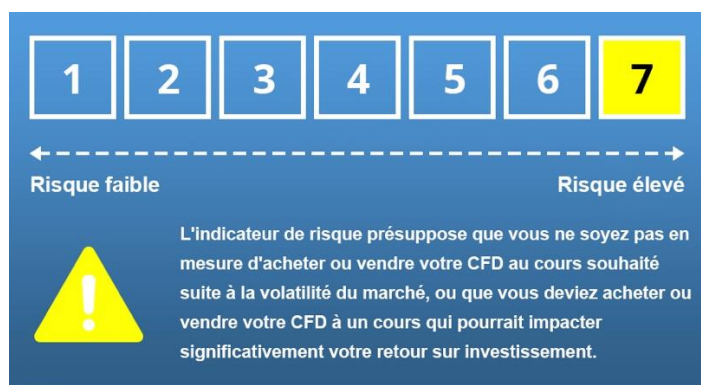 1 2 3 4 5 6 7
Risque faible Risque élevé
L'indicateur de risque présuppose que vous ne soyez pas en
mesure d'acheter ou vendre votre CFD au cours souhaité
suite à la volatilité du marché, ou que vous deviez acheter ou
vendre votre CFD à un cours qui pourrait impacter
significativement votre retour sur investissement.